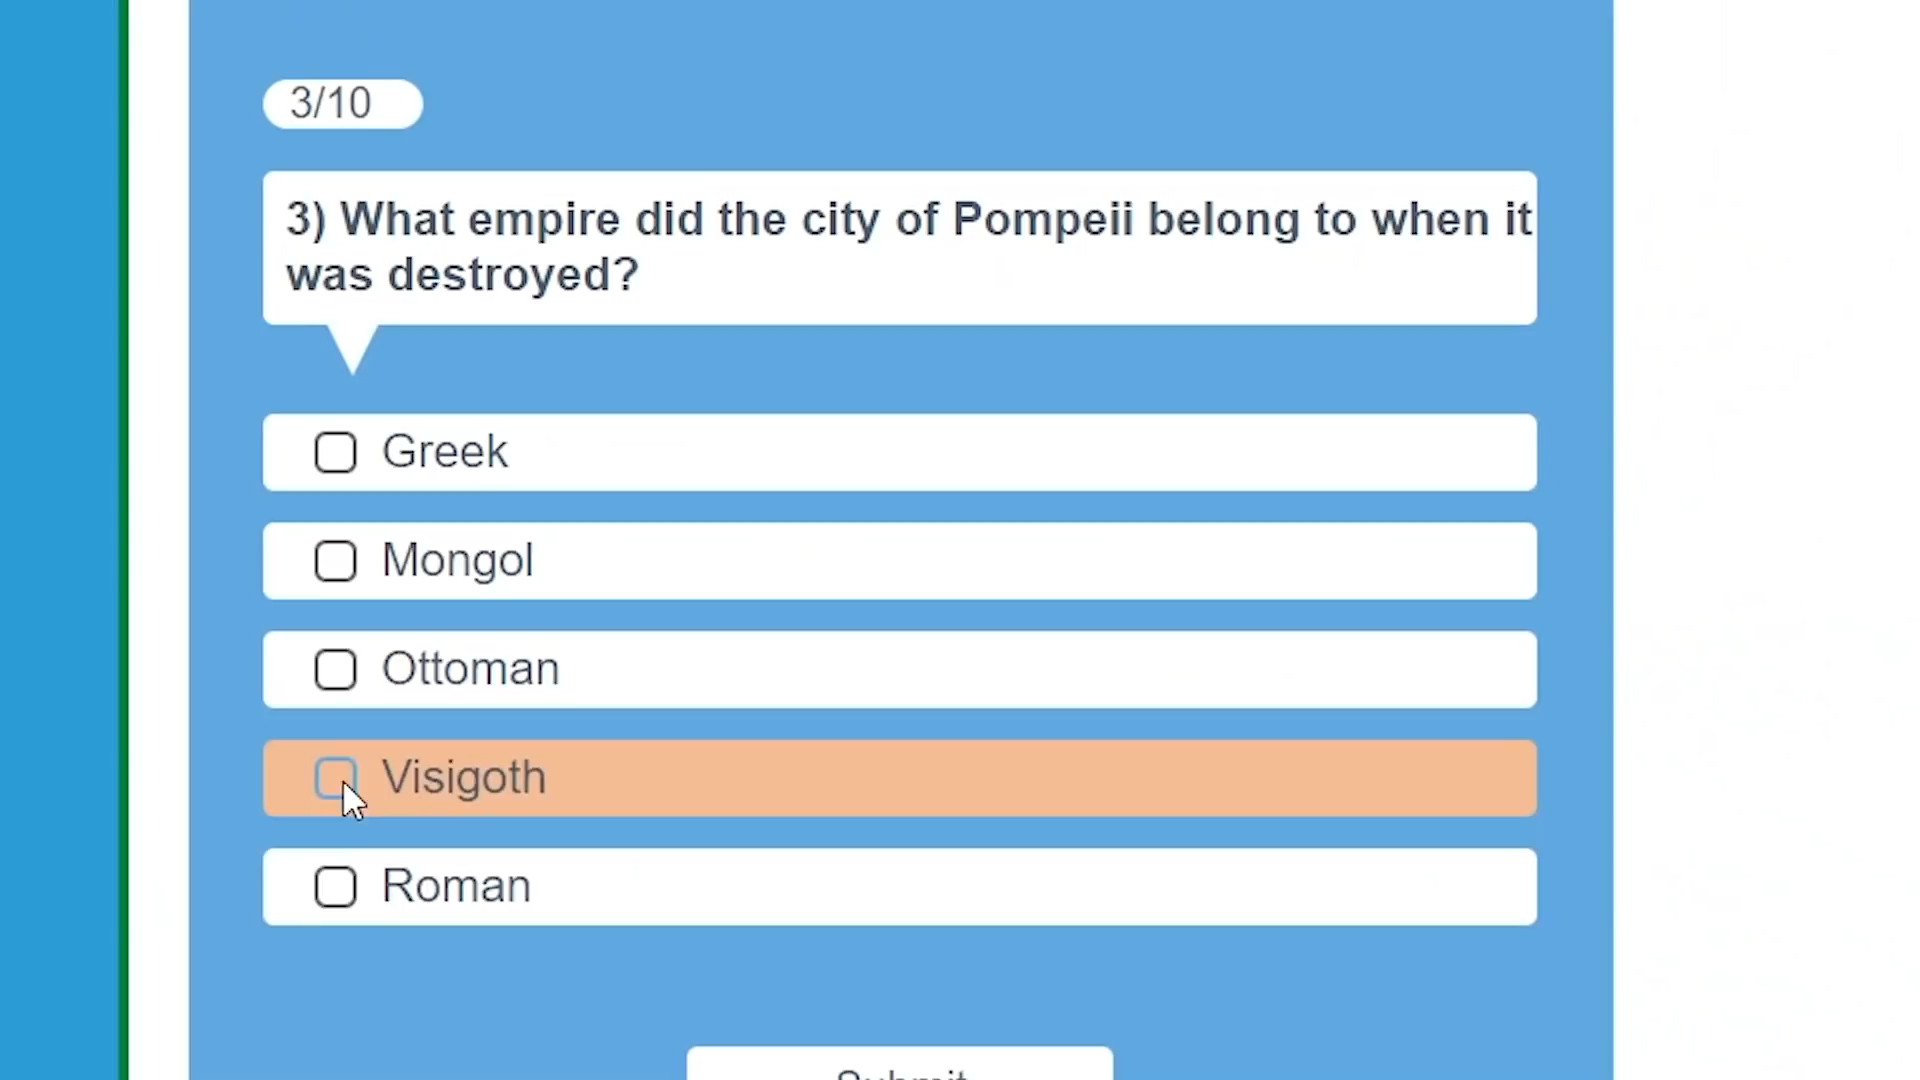 3/10
3) What empire did the city of Pompeii belong to when it
was destroyed?
Greek
Mongol
Ottoman
Visigoth
Roman
Submit